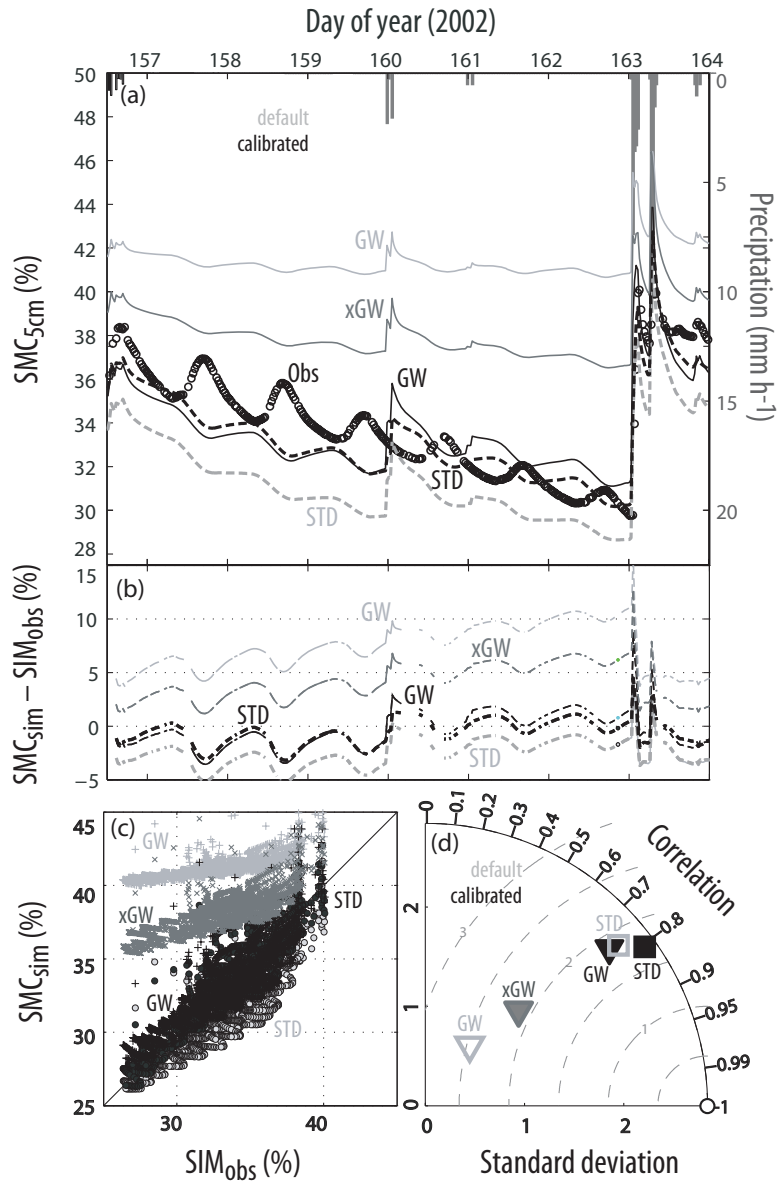 Day of year (2002)
157 158 159 160 161 162 163 164
(a)
default
calibrated
50
48
46
44
42
40
38
36
34
32
30
28
SMC5cm (%)
0
5
10
15
20
Preciptation (mm h-1)
GW
xGW
Obs
GW
STD
STD
(b)
15
10
5
0
−5
SMCsim − SIMobs (%)
GW
xGW
GW
STD
STD
(c)
45
40
35
30
25
SMCsim (%)
GW
xGW
GW
STD
STD
30 40
SIMobs (%)
(d)
default
calibrated
0 0.1 0.2 0.3 0.4 0.5 0.6 0.7 0.8 0.9 0.95 0.99 1
Correlation
2
1
0
3
2
1
STD
GW
STD
xGW
GW
0 1 2
Standard deviation